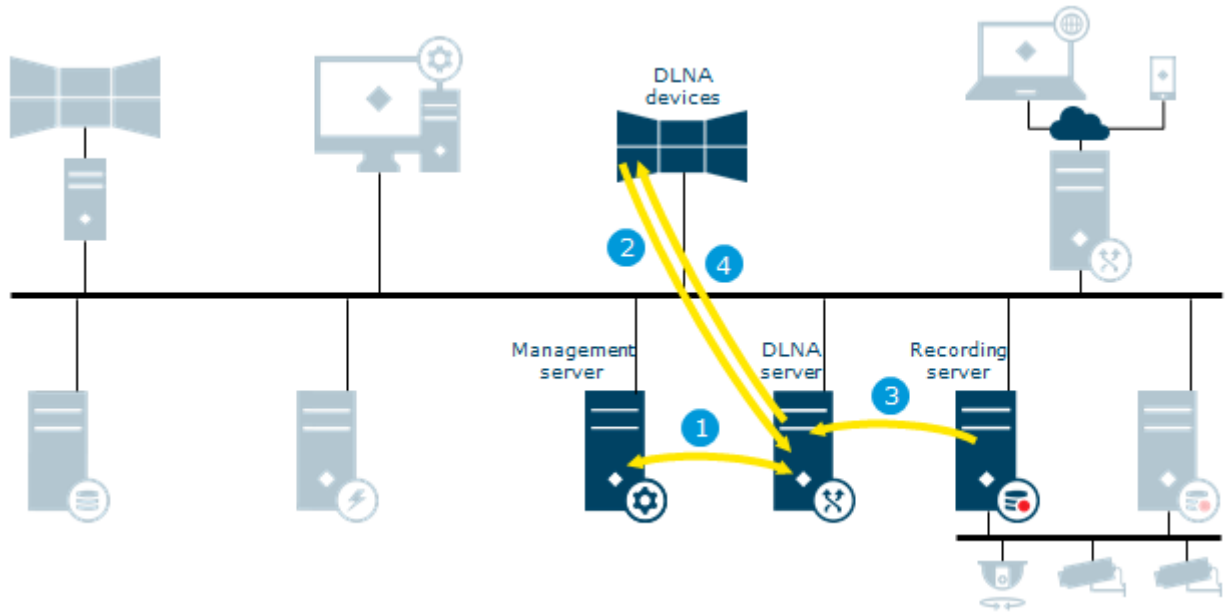 DLNA
devices
2
4
Management
server
DLNA
server
Recording
server
1
3